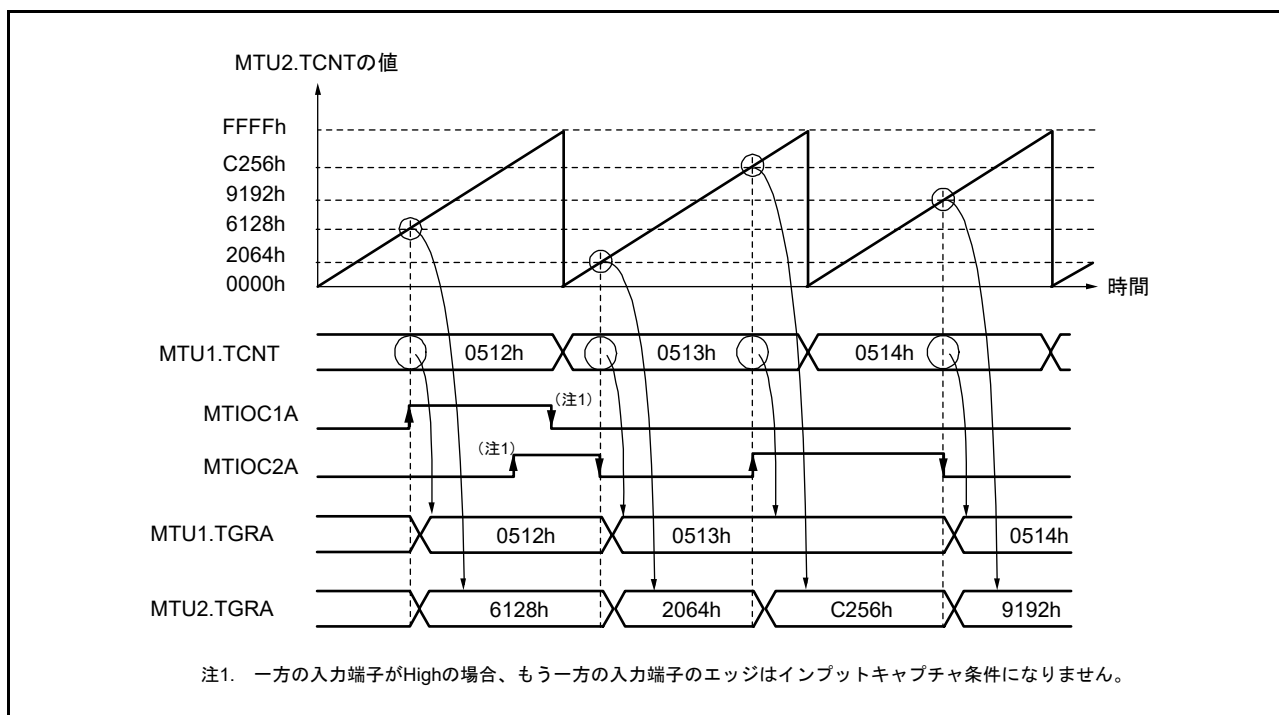 MTU2.TCNTの値
FFFFh
C256h
9192h
6128h
2064h
0000h
時間
MTU1.TCNT 0512h 0513h 0514h
MTIOC1A (注1)
MTIOC2A (注1)
MTU1.TGRA 0512h 0513h 0514h
MTU2.TGRA 6128h 2064h C256h 9192h
注1. 一方の入力端子がHighの場合、もう一方の入力端子のエッジはインプットキャプチャ条件になりません。